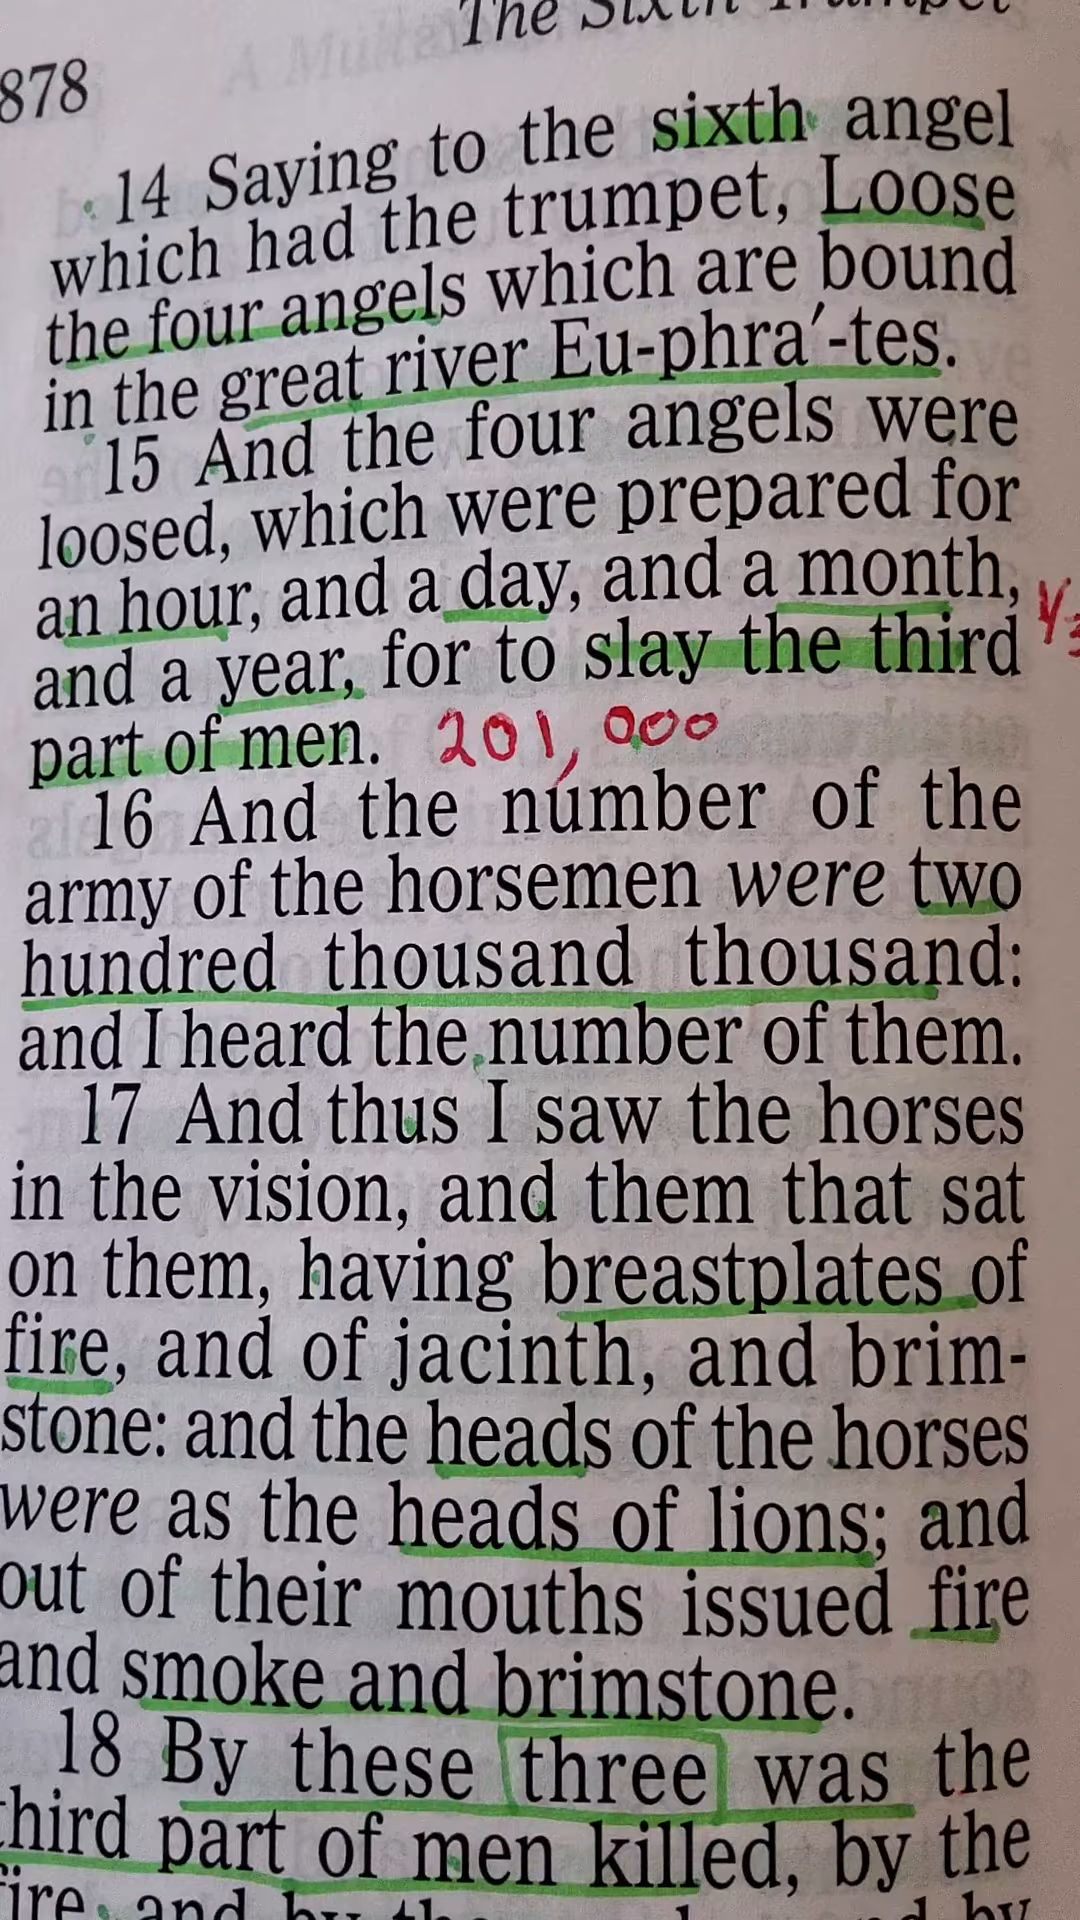 The Sixth Trumpet
878
14 Saying to the sixth angel
which had the trumpet, Loose
the four angels which are bound
in the great river Eu-phra′-tes.
15 And the four angels were
loosed, which were prepared for
an hour, and a day, and a month,
and a year, for to slay the third
part of men. 201,000
16 And the number of the
army of the horsemen were two
hundred thousand thousand:
and I heard the number of them.
17 And thus I saw the horses
in the vision, and them that sat
on them, having breastplates of
fire, and of jacinth, and brim-
stone: and the heads of the horses
were as the heads of lions; and
out of their mouths issued fire
and smoke and brimstone.
18 By these three was the
third part of men killed, by the
fire, and by the